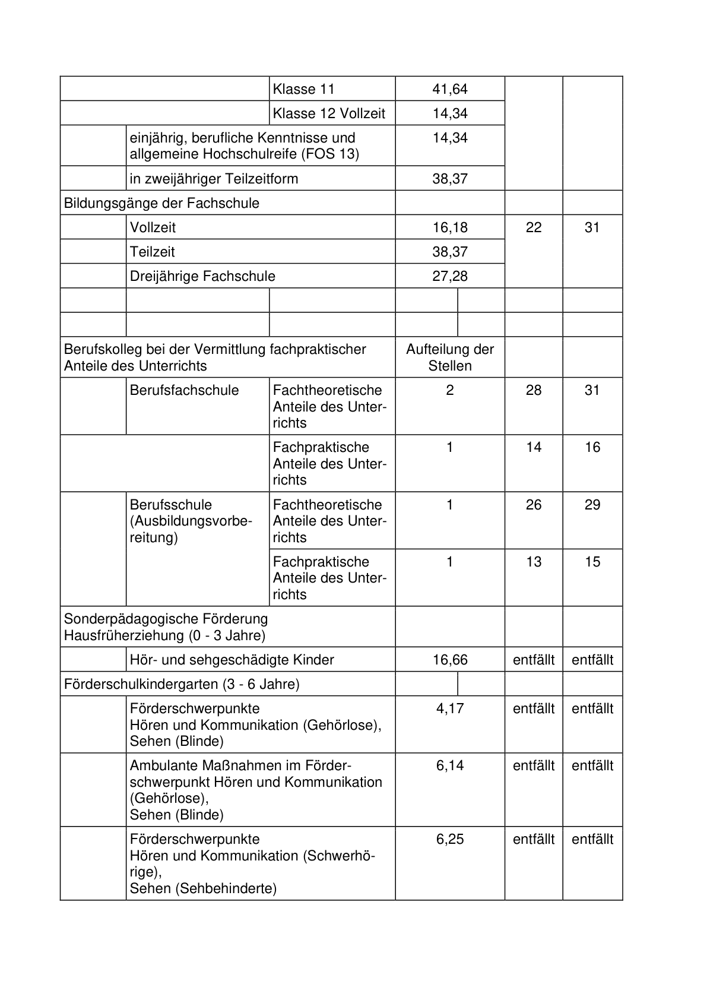 Klasse 11 41,64
Klasse 12 Vollzeit 14,34
einjährig, berufliche Kenntnisse und 14,34
allgemeine Hochschulreife (FOS 13)
in zweijähriger Teilzeitform 38,37
Bildungsgänge der Fachschule
Vollzeit 16,18 22 31
Teilzeit 38,37
Dreijährige Fachschule 27,28
Berufskolleg bei der Vermittlung fachpraktischer Aufteilung der
Anteile des Unterrichts Stellen
Berufsfachschule Fachtheoretische 2 28 31
Anteile des Unter-
richts
Fachpraktische 1 14 16
Anteile des Unter-
richts
Berufsschule Fachtheoretische 1 26 29
(Ausbildungsvorbe- Anteile des Unter-
reitung) richts
Fachpraktische 1 13 15
Anteile des Unter-
richts
Sonderpädagogische Förderung
Hausfrüherziehung (0 - 3 Jahre)
Hör- und sehgeschädigte Kinder 16,66 entfällt entfällt
Förderschulkindergarten (3 - 6 Jahre)
Förderschwerpunkte 4,17 entfällt entfällt
Hören und Kommunikation (Gehörlose),
Sehen (Blinde)
Ambulante Maßnahmen im Förder- 6,14 entfällt entfällt
schwerpunkt Hören und Kommunikation
(Gehörlose),
Sehen (Blinde)
Förderschwerpunkte 6,25 entfällt entfällt
Hören und Kommunikation (Schwerhö-
rige),
Sehen (Sehbehinderte)